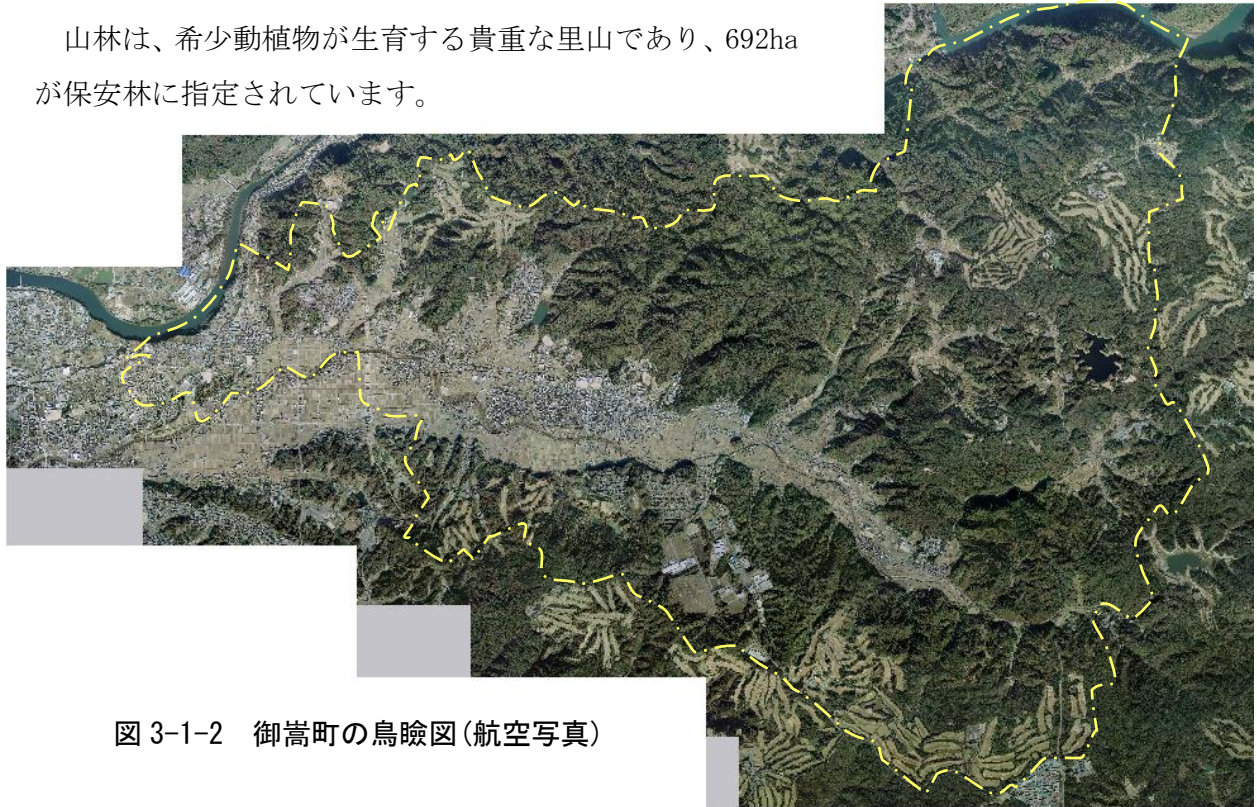 山林は、希少動植物が生育する貴重な里山であり、692ha
が保安林に指定されています。
図 3-1-2　御嵩町の鳥瞼図(航空写真)